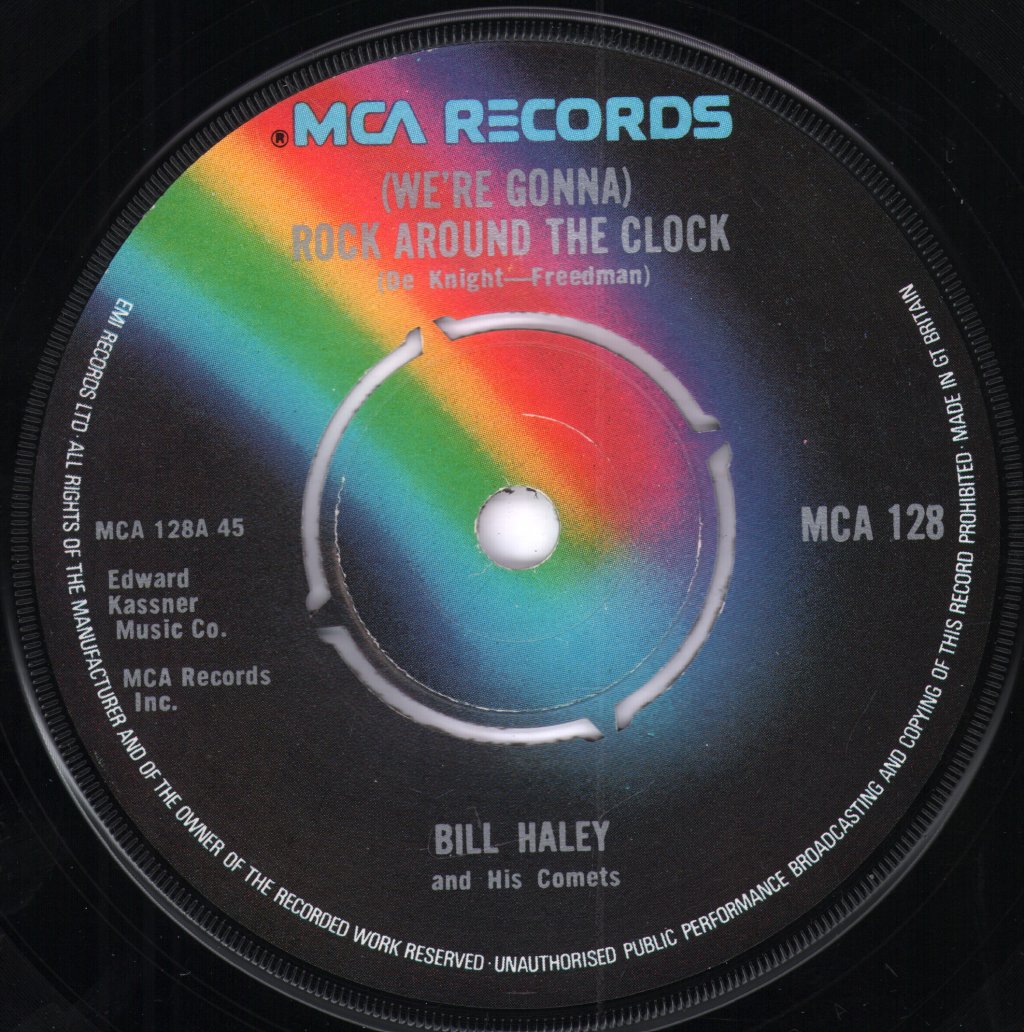 ® MCA RECORDS
(WE'RE GONNA)
ROCK AROUND THE CLOCK
(De Knight—Freedman)
MCA 128A 45
MCA 128
Edward
Kassner
Music Co.
MCA Records
Inc.
BILL HALEY
and His Comets
EMI RECORDS LTD · ALL RIGHTS OF THE MANUFACTURER AND OF THE OWNER OF THE RECORDED WORK RESERVED · UNAUTHORISED PUBLIC PERFORMANCE BROADCASTING AND COPYING OF THIS RECORD PROHIBITED · MADE IN GT BRITAIN